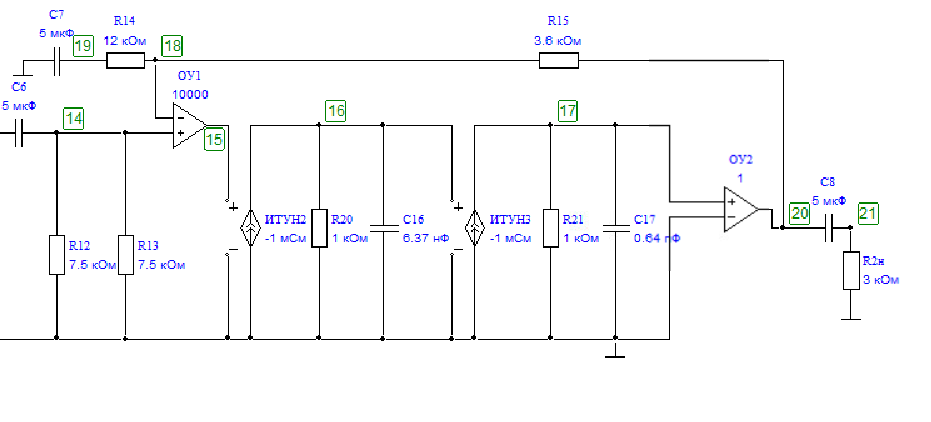 C7
5 мкФ
19
R14
12 кОм
18
R15
3.6 кОм
C6
5 мкФ
14
ОУ1
10000
-
+
15
16
17
ОУ2
1
+
-
C8
5 мкФ
20
21
+
-
ИТУН2
-1 мСм
R20
1 кОм
C16
6.37 нФ
+
-
ИТУН3
-1 мСм
R21
1 кОм
C17
0.64 пФ
R12
7.5 кОм
R13
7.5 кОм
R2н
3 кОм